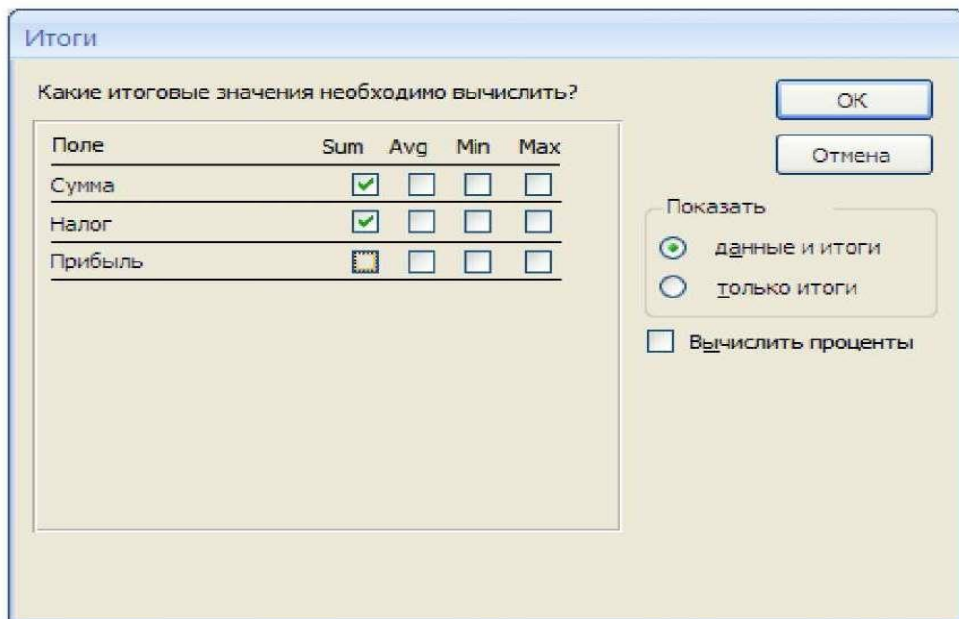 Итоги
Какие итоговые значения необходимо вычислить?
Поле Sum Avg Min Max
Сумма
Налог
Прибыль
OK
Отмена
Показать
данные и итоги
только итоги
Вычислить проценты